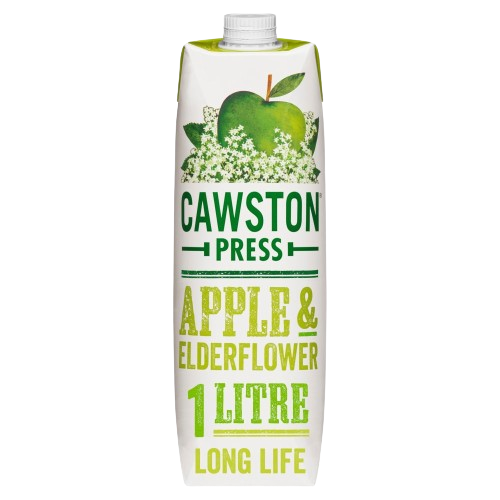 CAWSTON
PRESS
APPLE &
ELDERFLOWER
1 LITRE
LONG LIFE